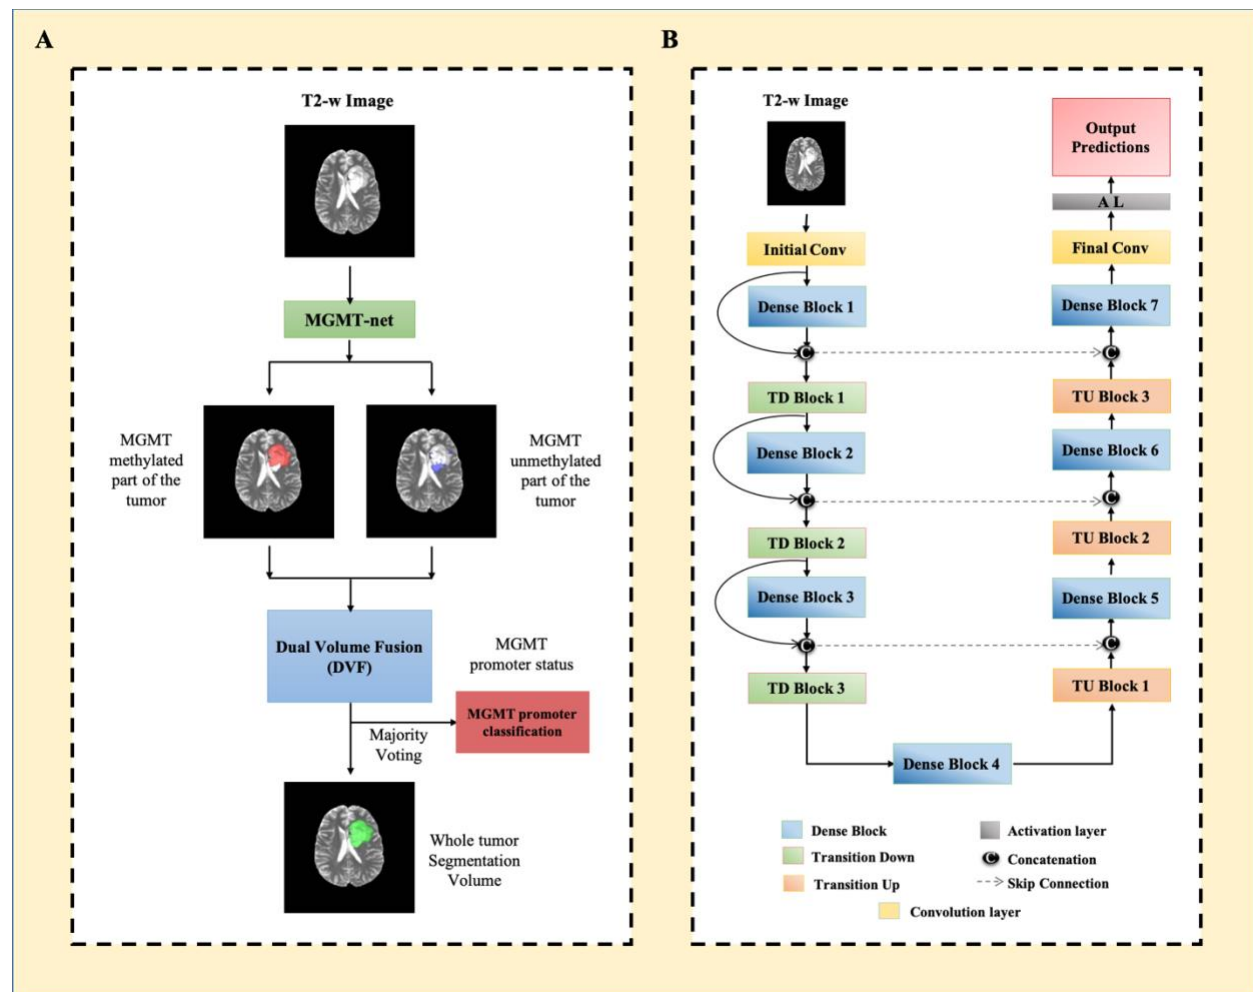 A
T2-w Image
MGMT-net
MGMT
methylated
part of the
tumor
MGMT
unmethylated
part of the
tumor
Dual Volume Fusion
(DVF)
MGMT
promoter status
MGMT promoter
classification
Majority
Voting
Whole tumor
Segmentation
Volume
B
T2-w Image
Initial Conv
Dense Block 1
C
TD Block 1
Dense Block 2
C
TD Block 2
Dense Block 3
C
TD Block 3
Dense Block 4
TU Block 1
C
Dense Block 5
TU Block 2
C
Dense Block 6
TU Block 3
C
Dense Block 7
Final Conv
A L
Output
Predictions
Dense Block
Transition Down
Transition Up
Convolution layer
Activation layer
C Concatenation
Skip Connection